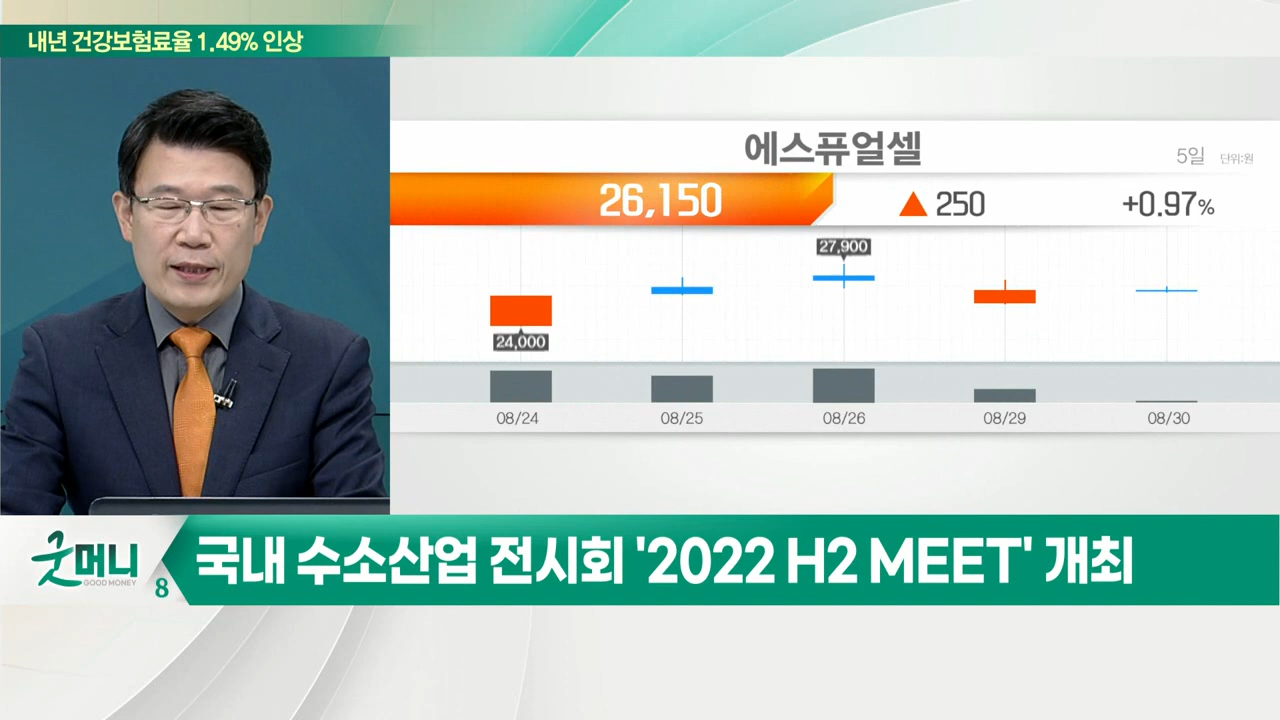 내년 건강보험료율 1.49% 인상
에스퓨얼셀
5일 단위:원
26,150 ▲ 250 +0.97%
27,900
24,000
08/24 08/25 08/26 08/29 08/30
굿머니
GOOD MONEY
8
국내 수소산업 전시회 '2022 H2 MEET' 개최